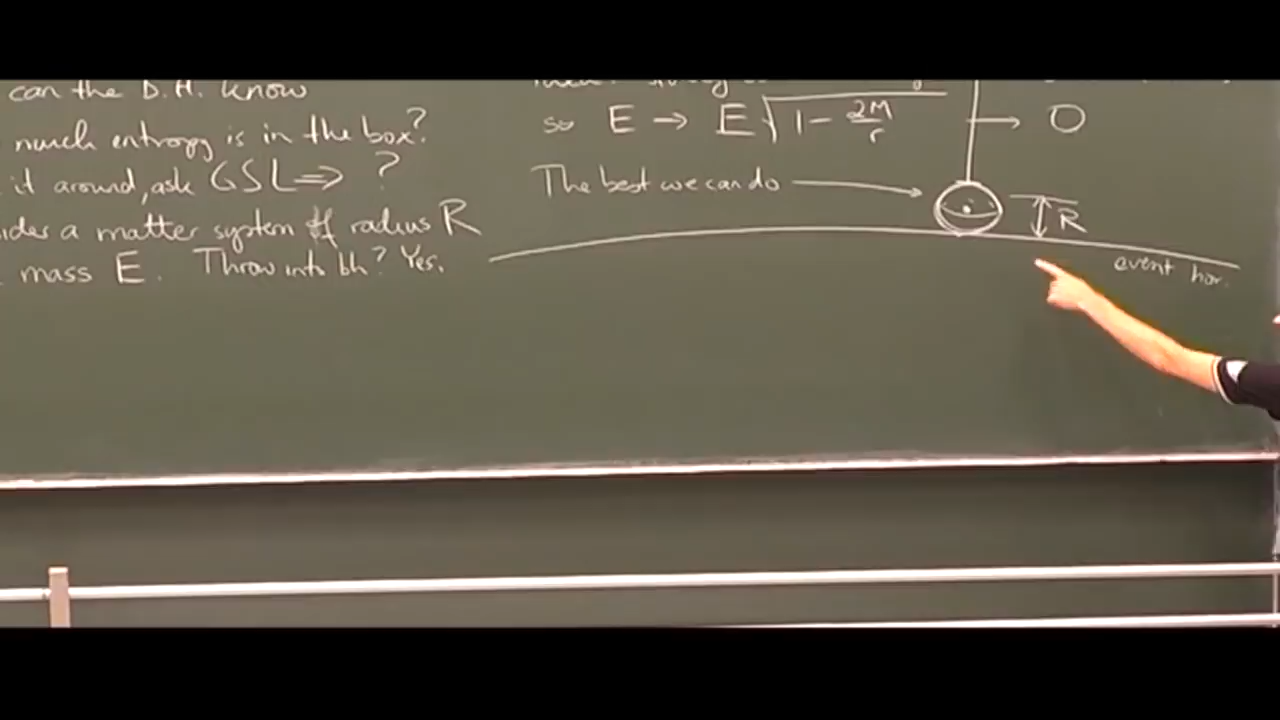 can the B.H. know
much entropy is in the box?
it around, ask GSL ⇒ ?
ider a matter system of radius R
mass E. Throw into bh? Yes.
so E → E√1 - 2M/r → 0
The best we can do
R
event hor.